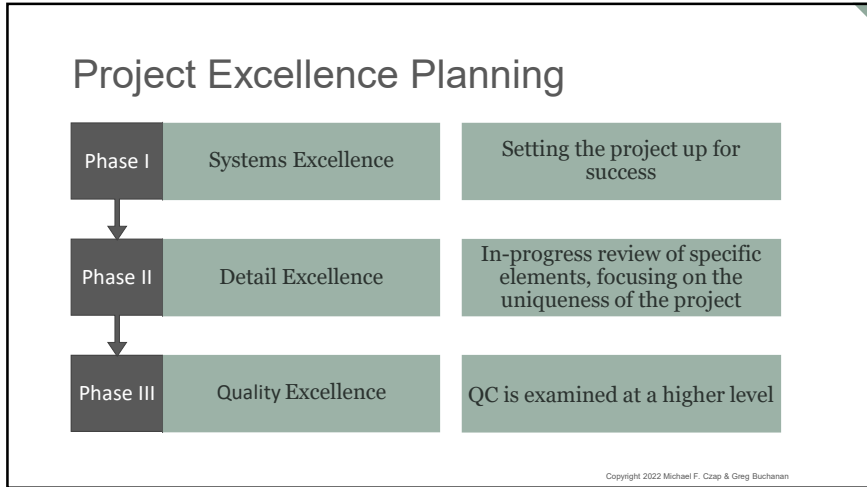 Project Excellence Planning
Phase I
Systems Excellence
Setting the project up for
success
Phase II
Detail Excellence
In-progress review of specific
elements, focusing on the
uniqueness of the project
Phase III
Quality Excellence
QC is examined at a higher level
Copyright 2022 Michael F. Czap & Greg Buchanan